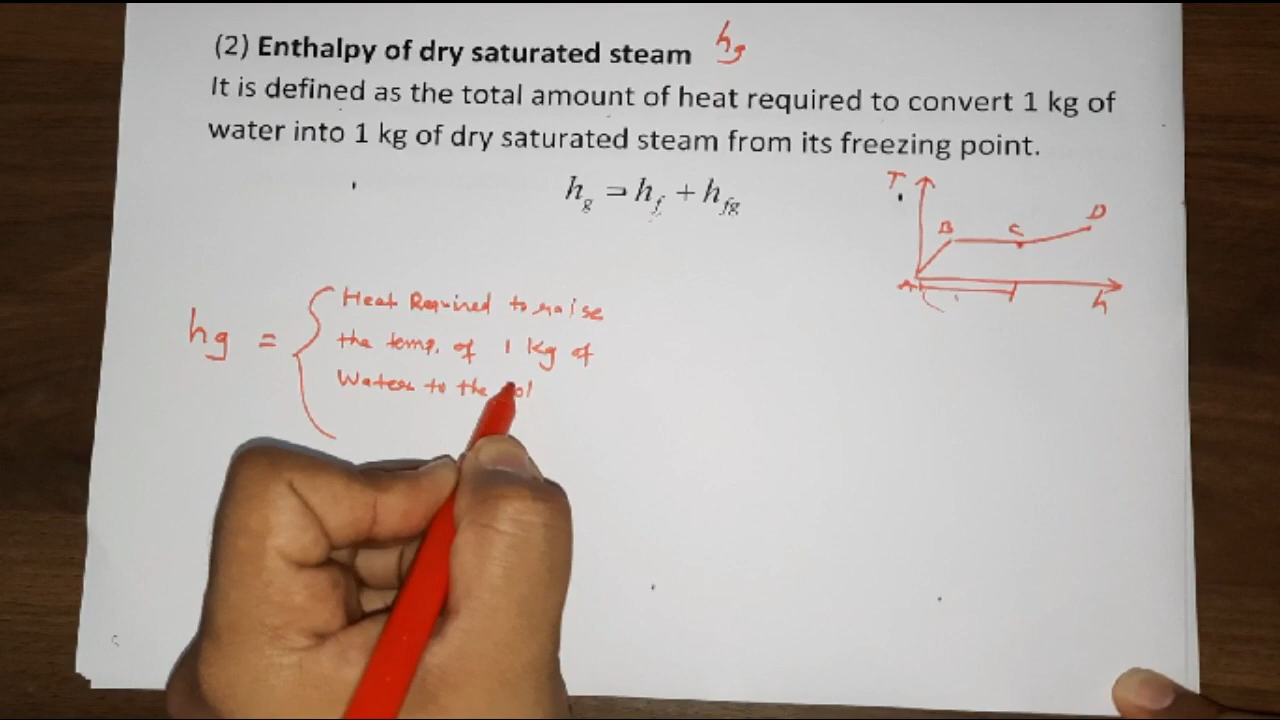 (2) Enthalpy of dry saturated steam hg
It is defined as the total amount of heat required to convert 1 kg of
water into 1 kg of dry saturated steam from its freezing point.
hg = hf + hfg
T
B C D
A h
hg = { Heat Required to raise
the temp. of 1 kg of
Water to the